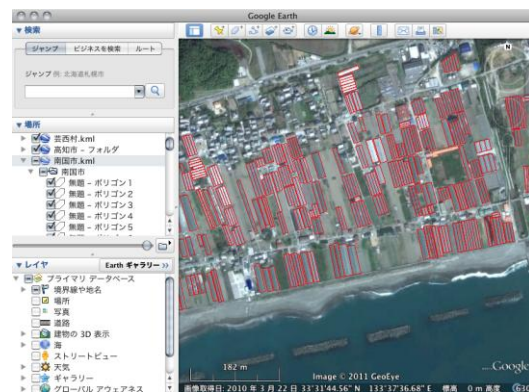 Google Earth
▼ 検索
ジャンプ ビジネスを検索 ルート
ジャンプ 例: 北海道札幌市
▼ 場所
芸西村.kml
高知市 - フォルダ
南国市.kml
南国市
無題 - ポリゴン1
無題 - ポリゴン2
無題 - ポリゴン3
無題 - ポリゴン4
無題 - ポリゴン5
▼ レイヤ Earth ギャラリー >>
プライマリ データベース
境界線や地名
場所
写真
道路
建物の 3D 表示
海
ストリートビュー
天気
ギャラリー
グローバル アウェアネス
N
182 m
Image © 2011 GeoEye
Google
画像取得日: 2010 年 3 月 22 日 33°31'44.56" N 133°37'36.68" E 標高 0 m 高度